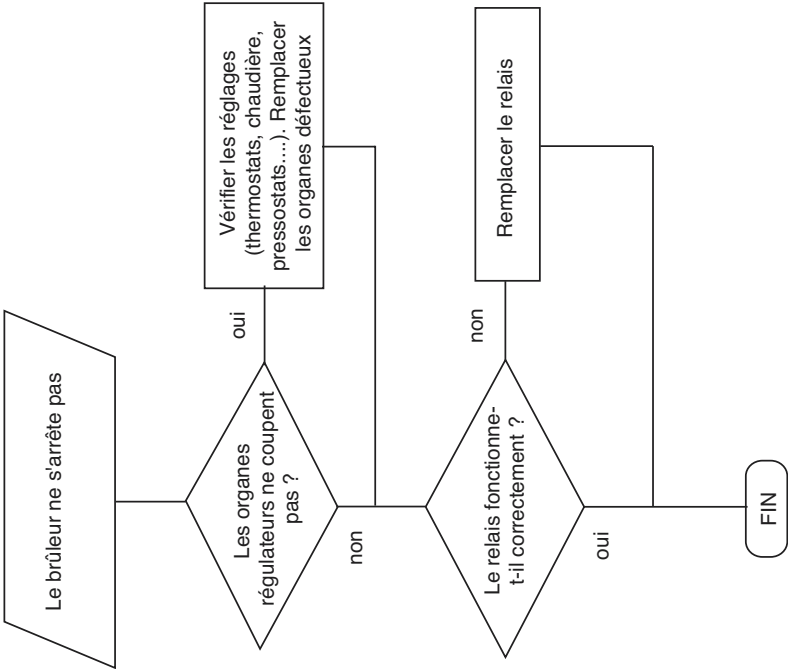 Le brûleur ne s'arrête pas
Les organes
régulateurs ne coupent
pas ?
oui
Vérifier les réglages
(thermostats, chaudière,
pressostats....). Remplacer
les organes défectueux
non
Le relais fonctionne-
t-il correctement ?
non
Remplacer le relais
oui
FIN